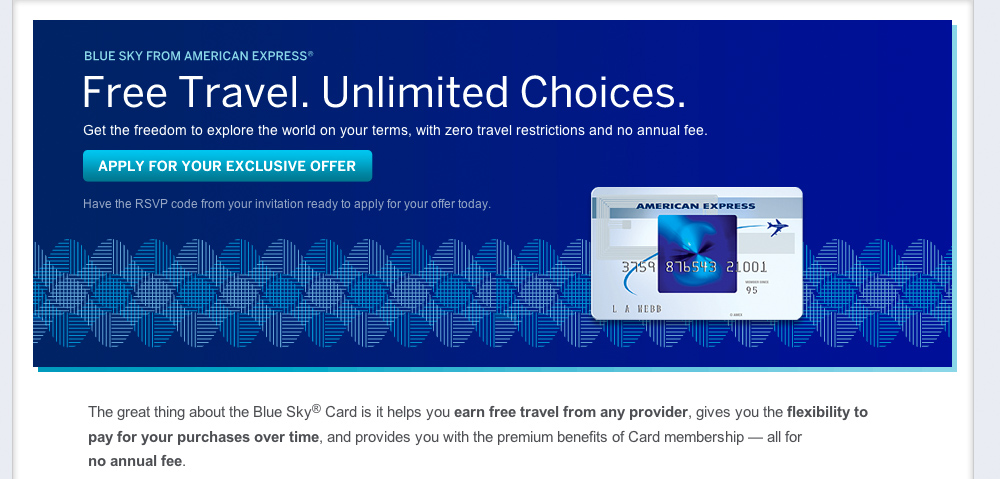 BLUE SKY FROM AMERICAN EXPRESS®
Free Travel. Unlimited Choices.
Get the freedom to explore the world on your terms, with zero travel restrictions and no annual fee.
APPLY FOR YOUR EXCLUSIVE OFFER
Have the RSVP code from your invitation ready to apply for your offer today.
AMERICAN EXPRESS
3759 876543 21001
MEMBER SINCE
95
L A WEBB
The great thing about the Blue Sky® Card is it helps you earn free travel from any provider, gives you the flexibility to
pay for your purchases over time, and provides you with the premium benefits of Card membership — all for
no annual fee.